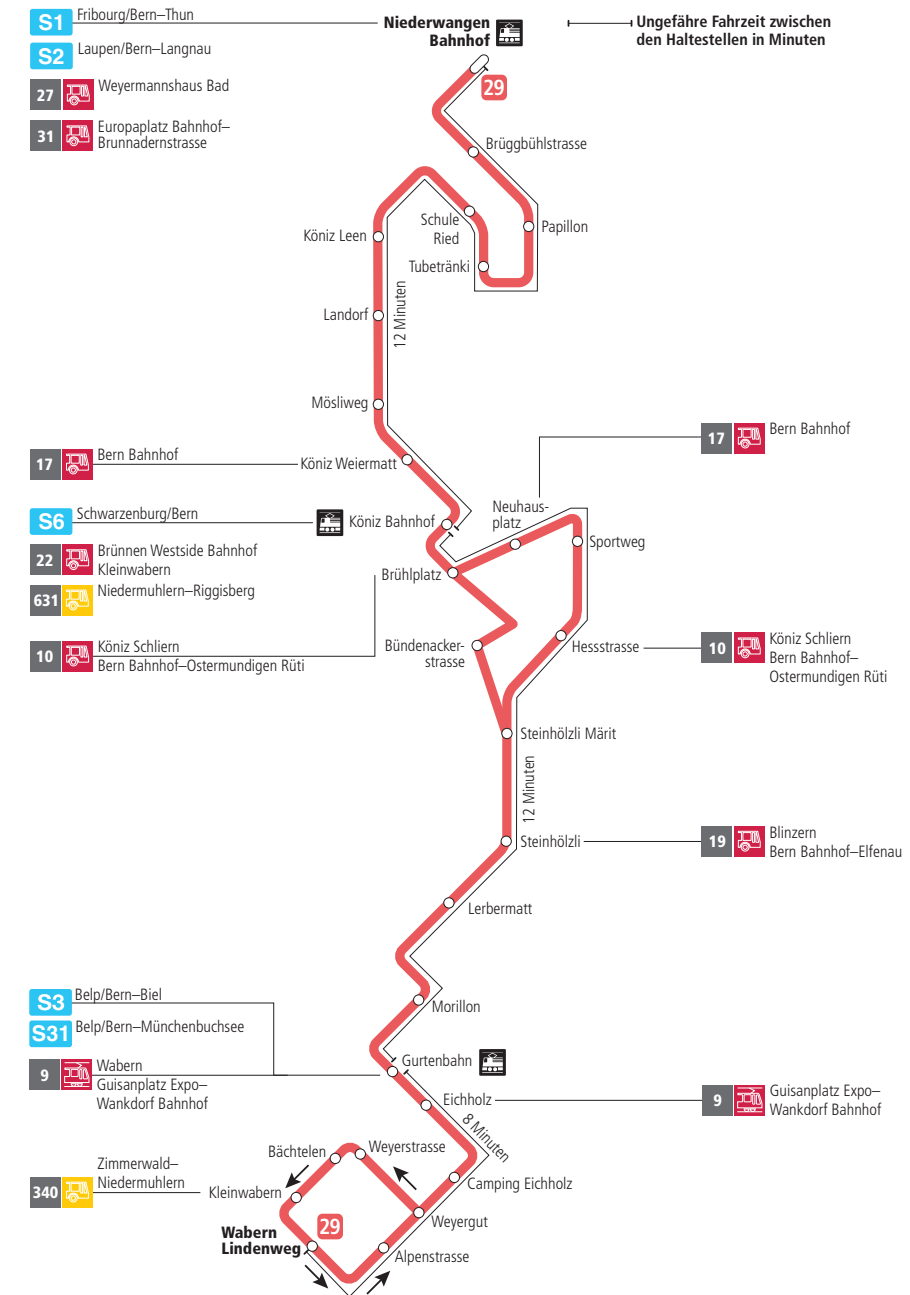 S1 Fribourg/Bern–Thun
S2 Laupen/Bern–Langnau
27 Weyermannshaus Bad
31 Europaplatz Bahnhof–
Brunnadernstrasse
Niederwangen
Bahnhof
Ungefähre Fahrzeit zwischen
den Haltestellen in Minuten
29
Brüggbühlstrasse
Papillon
Schule
Ried
Tubetränki
Köniz Leen
Landorf
12 Minuten
Mösliweg
17 Bern Bahnhof
Köniz Weiermatt
17 Bern Bahnhof
S6 Schwarzenburg/Bern
22 Brünnen Westside Bahnhof
Kleinwabern
631 Niedermuhlern–Riggisberg
10 Köniz Schliern
Bern Bahnhof–Ostermundigen Rüti
Köniz Bahnhof
Neuhaus-
platz
Sportweg
Brühlplatz
Bündenacker-
strasse
Hessstrasse
10 Köniz Schliern
Bern Bahnhof–
Ostermundigen Rüti
Steinhölzli Märit
12 Minuten
Steinhölzli
19 Blinzern
Bern Bahnhof–Elfenau
Lerbermatt
Morillon
S3 Belp/Bern–Biel
S31 Belp/Bern–Münchenbuchsee
9 Wabern
Guisanplatz Expo–
Wankdorf Bahnhof
Gurtenbahn
Eichholz
9 Guisanplatz Expo–
Wankdorf Bahnhof
8 Minuten
Camping Eichholz
Weyerstrasse
Bächtelen
340 Zimmerwald–
Niedermuhlern
Kleinwabern
Weyergut
29
Wabern
Lindenweg
Alpenstrasse